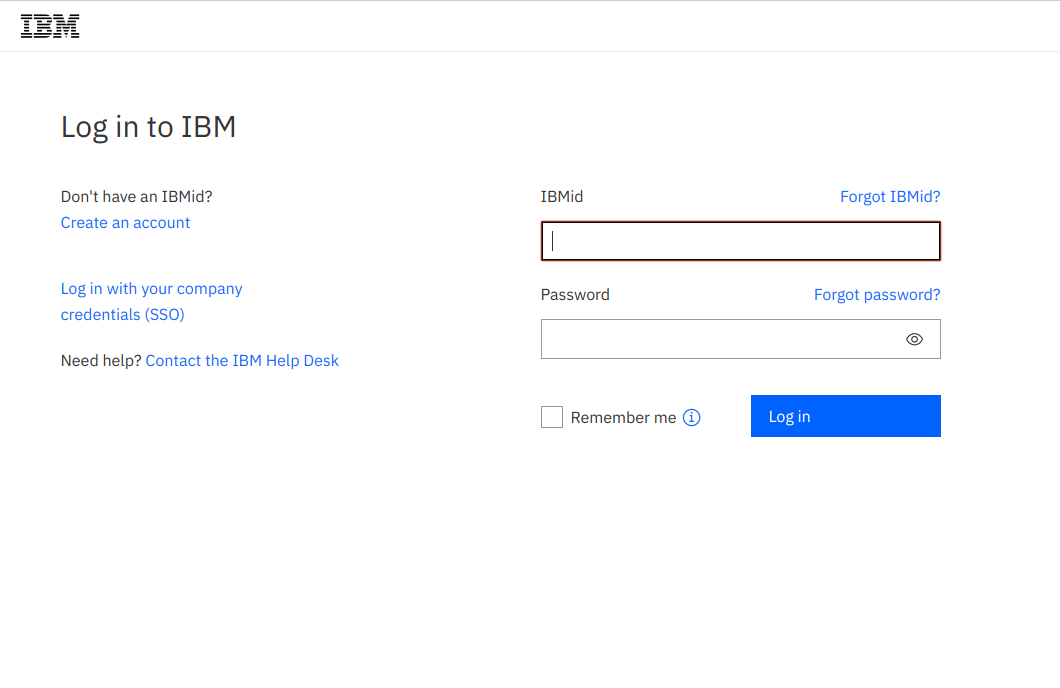 IBM
Log in to IBM
Don't have an IBMid?
Create an account
Log in with your company
credentials (SSO)
Need help? Contact the IBM Help Desk
IBMid
Forgot IBMid?
Password
Forgot password?
Remember me
Log in